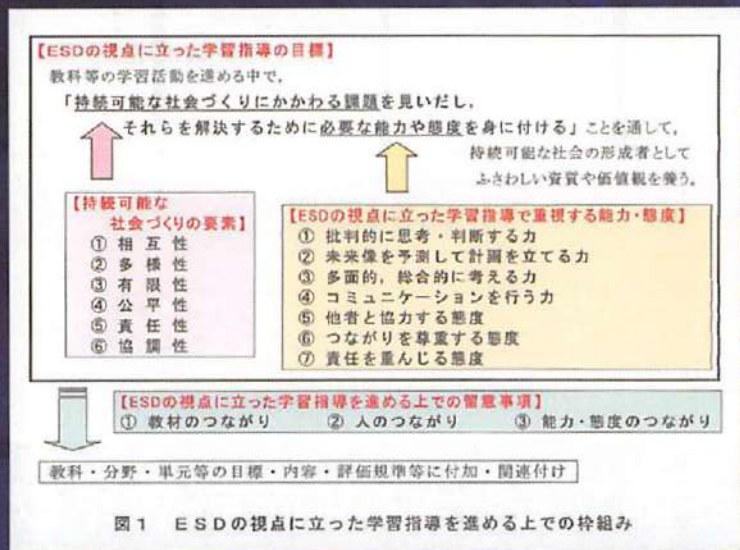 【ESDの視点に立った学習指導の目標】
教科等の学習活動を進める中で,
「持続可能な社会づくりにかかわる課題を見いだし,
それらを解決するために必要な能力や態度を身に付ける」ことを通して,
持続可能な社会の形成者として
ふさわしい資質や価値観を養う。
【持続可能な
社会づくりの要素】
① 相互性
② 多様性
③ 有限性
④ 公平性
⑤ 責任性
⑥ 協調性
【ESDの視点に立った学習指導で重視する能力・態度】
① 批判的に思考・判断する力
② 未来像を予測して計画を立てる力
③ 多面的,総合的に考える力
④ コミュニケーションを行う力
⑤ 他者と協力する態度
⑥ つながりを尊重する態度
⑦ 責任を重んじる態度
【ESDの視点に立った学習指導を進める上での留意事項】
① 教材のつながり ② 人のつながり ③ 能力・態度のつながり
教科・分野・単元等の目標・内容・評価規準等に付加・関連付け
図1 ESDの視点に立った学習指導を進める上での枠組み